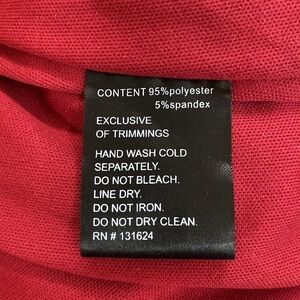 CONTENT 95%polyester
5%spandex
EXCLUSIVE
OF TRIMMINGS
HAND WASH COLD
SEPARATELY.
DO NOT BLEACH.
LINE DRY.
DO NOT IRON.
DO NOT DRY CLEAN.
RN # 131624